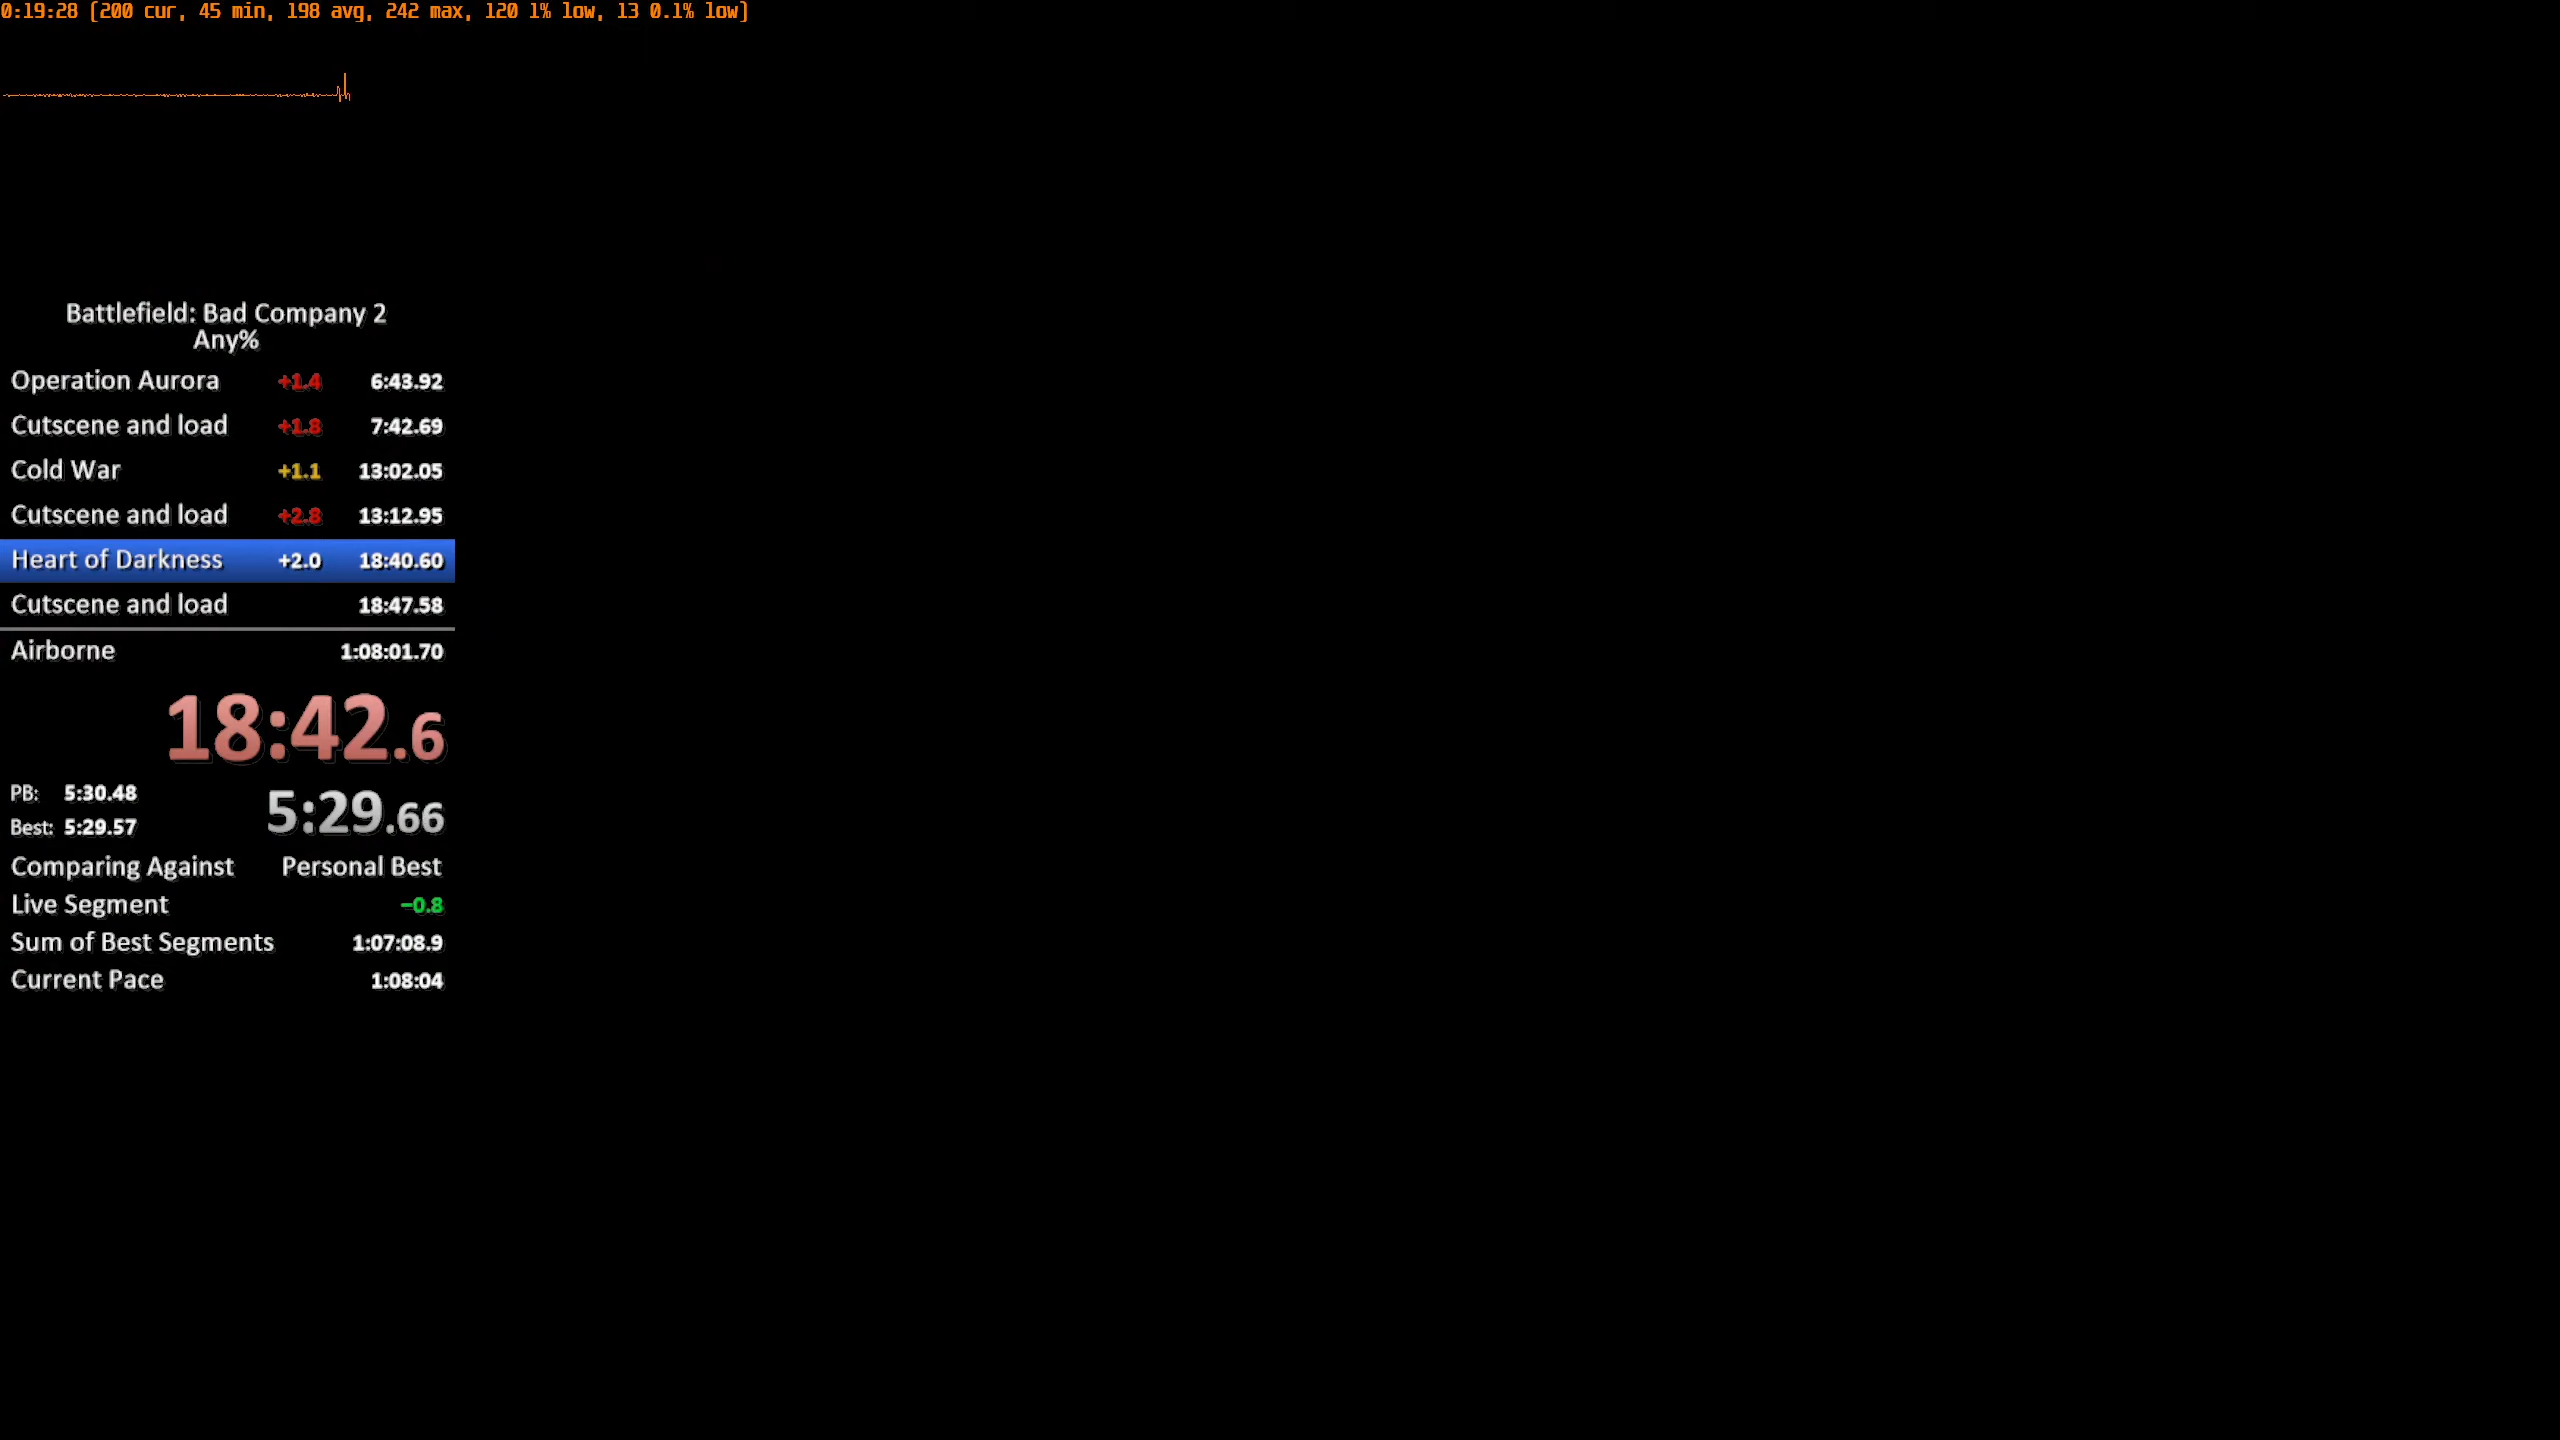 0:19:28 [200 cur, 45 min, 198 avg, 242 max, 120 1% low, 13 0.1% low]
Battlefield: Bad Company 2
Any%
Operation Aurora +1.4 6:43.92
Cutscene and load +1.8 7:42.69
Cold War +1.1 13:02.05
Cutscene and load +2.8 13:12.95
Heart of Darkness +2.0 18:40.60
Cutscene and load 18:47.58
Airborne 1:08:01.70
18:42.6
PB: 5:30.48
5:29.66
Best: 5:29.57
Comparing Against Personal Best
Live Segment −0.8
Sum of Best Segments 1:07:08.9
Current Pace 1:08:04